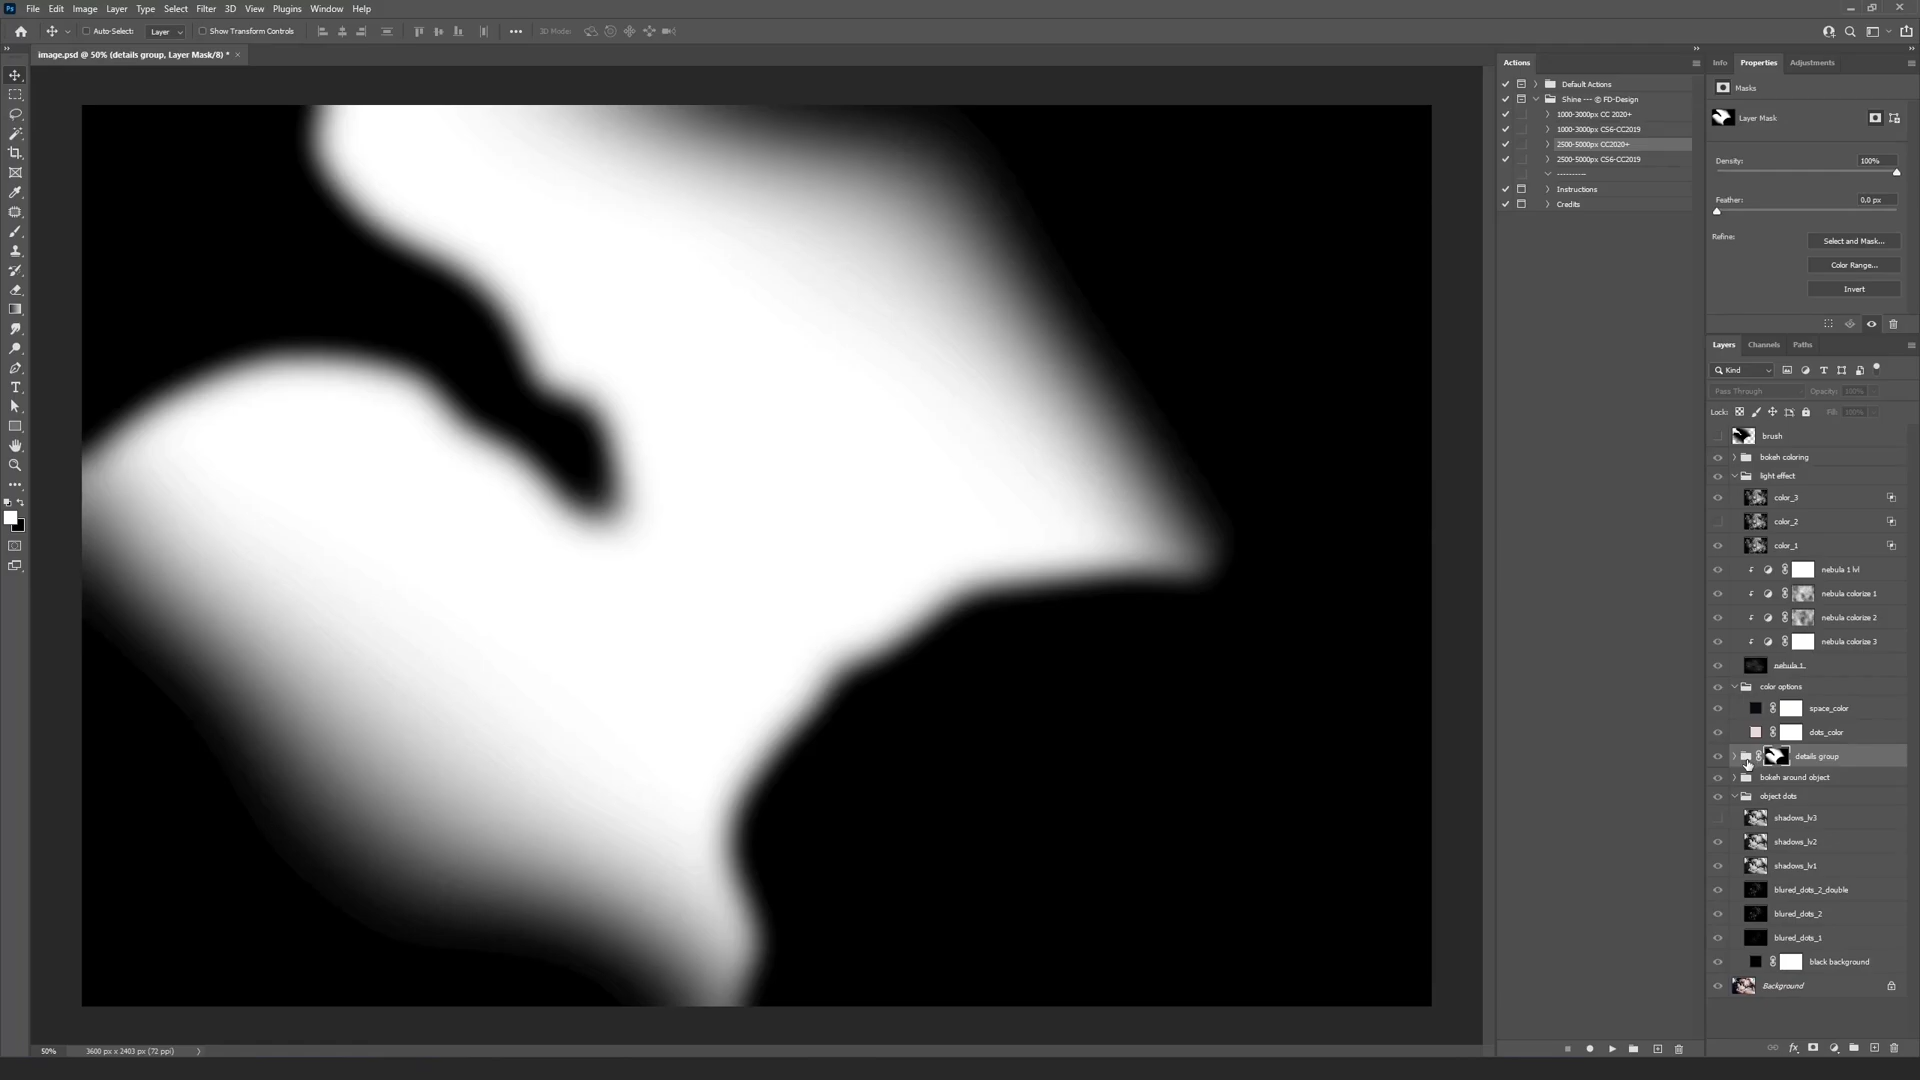 File Edit Image Layer Type Select Filter 3D View Plugins Window Help
Auto-Select: Layer Show Transform Controls 3D Mode:
image.psd @ 50% (details group, Layer Mask/8) *
Actions
Default Actions
Shine --- © FD-Design
1000-3000px CC 2020+
1000-3000px CS6-CC2019
2500-5000px CC2020+
2500-5000px CS6-CC2019
----------
Instructions
Credits
Info Properties Adjustments
Masks
Layer Mask
Density: 100%
Feather: 0,0 px
Refine: Select and Mask...
Color Range...
Invert
Layers Channels Paths
Kind
Pass Through Opacity: 100%
Lock: Fill: 100%
brush
bokeh coloring
light effect
color_3
color_2
color_1
nebula 1 lvl
nebula colorize 1
nebula colorize 2
nebula colorize 3
nebula 1
color options
space_color
dots_color
details group
bokeh around object
object dots
shadows_lv3
shadows_lv2
shadows_lv1
blured_dots_2_double
blured_dots_2
blured_dots_1
black background
Background
50% 3600 px x 2403 px (72 ppi)